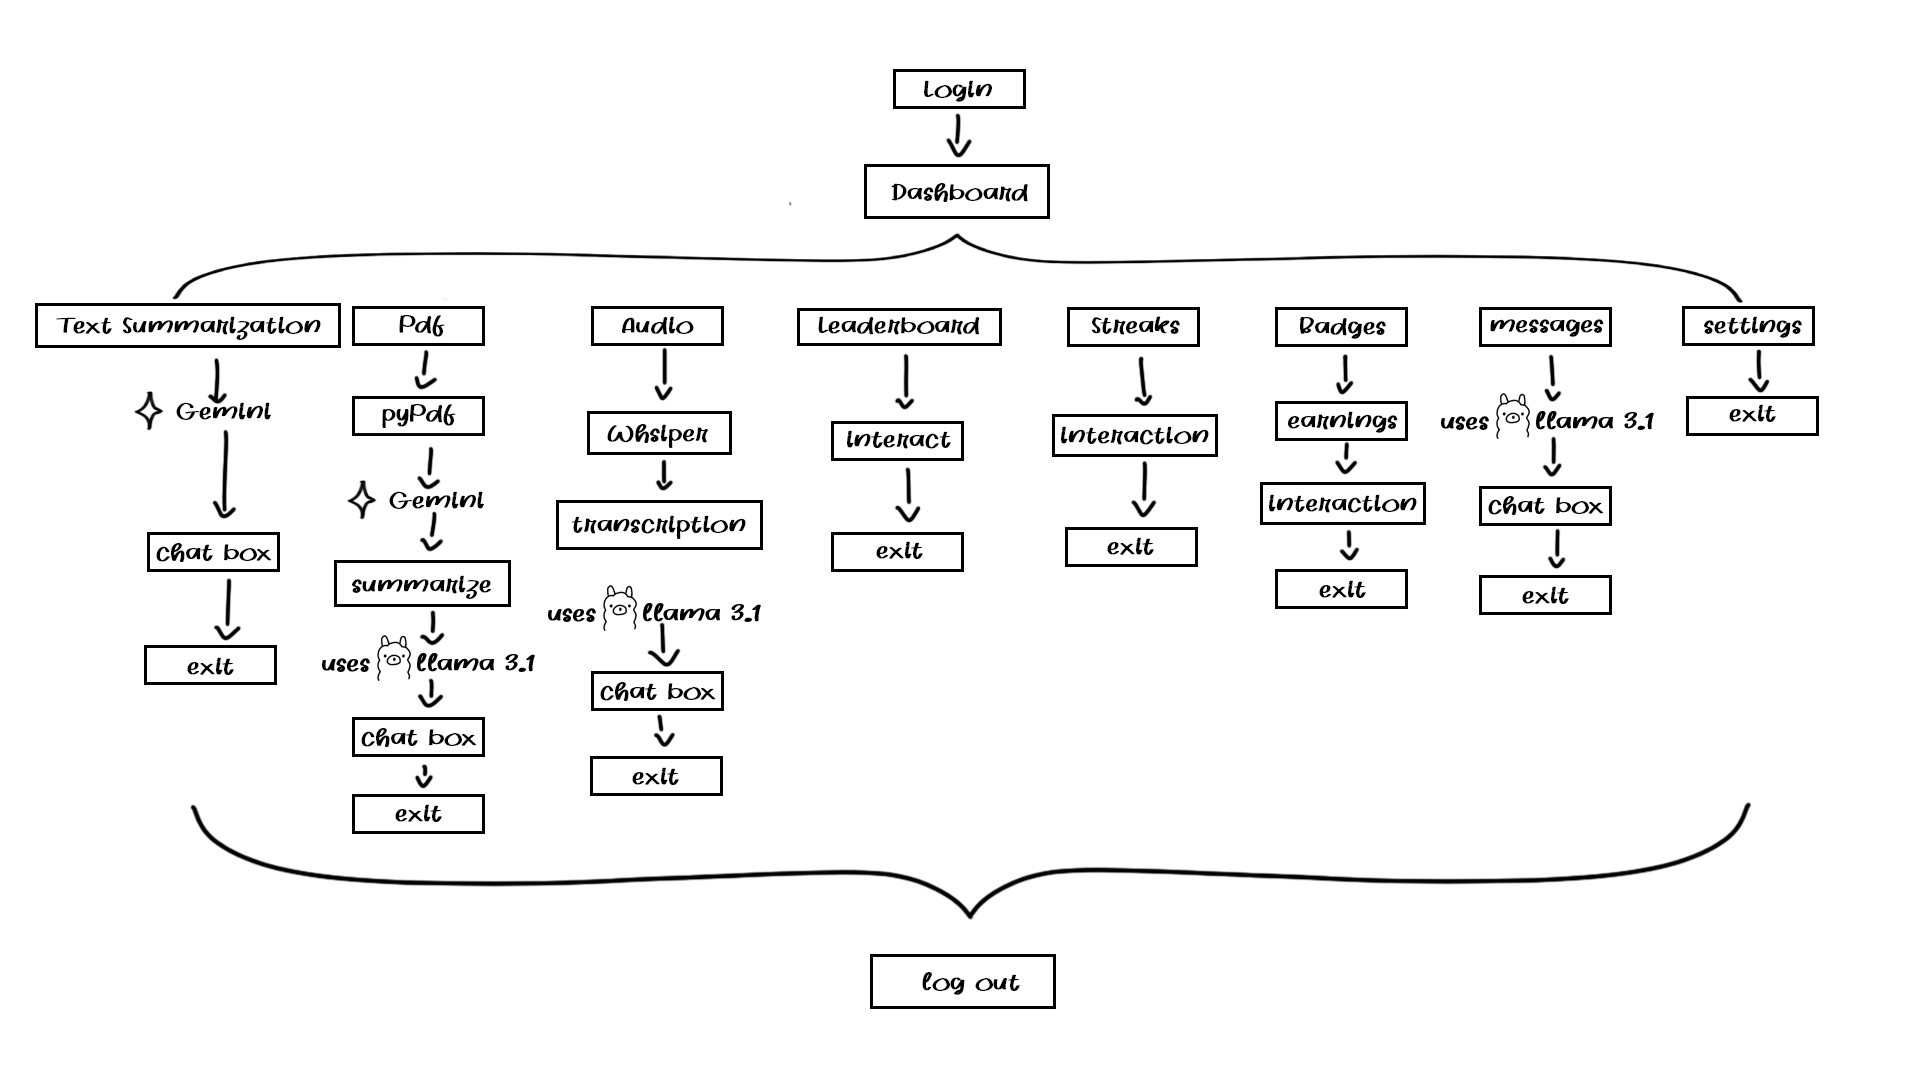 Login
Dashboard
Text Summarization
Gemini
chat box
exit
Pdf
pyPdf
Gemini
summarize
uses llama 3.1
chat box
exit
Audio
Whsiper
transcription
uses llama 3.1
chat box
exit
Leaderboard
interact
exit
Streaks
interaction
exit
Badges
earnings
interaction
exit
messages
uses llama 3.1
chat box
exit
settings
exit
log out